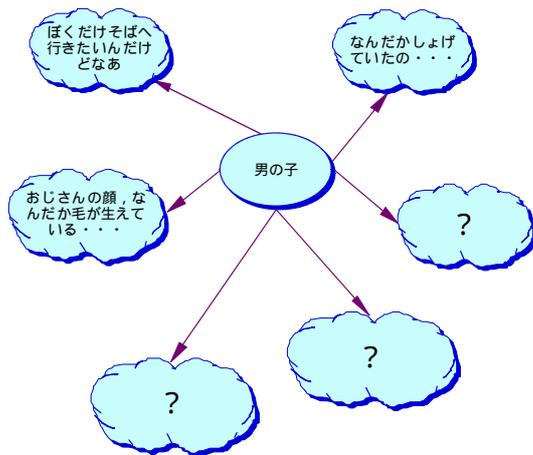 ぼくだけそばへ
行きたいんだけ
どなあ
なんだかしょげ
ていたの・・・
男の子
おじさんの顔，な
んだか毛が生えて
いる・・・
？
？
？